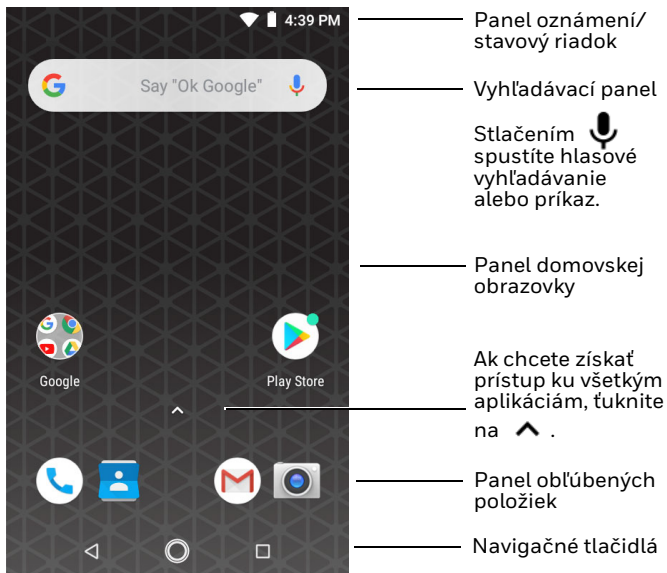 4:39 PM
Say "Ok Google"
Google
Play Store
Panel oznámení/
stavový riadok
Vyhľadávací panel
Stlačením
spustíte hlasové
vyhľadávanie
alebo príkaz.
Panel domovskej
obrazovky
Ak chcete získať
prístup ku všetkým
aplikáciám, ťuknite
na .
Panel obľúbených
položiek
Navigačné tlačidlá